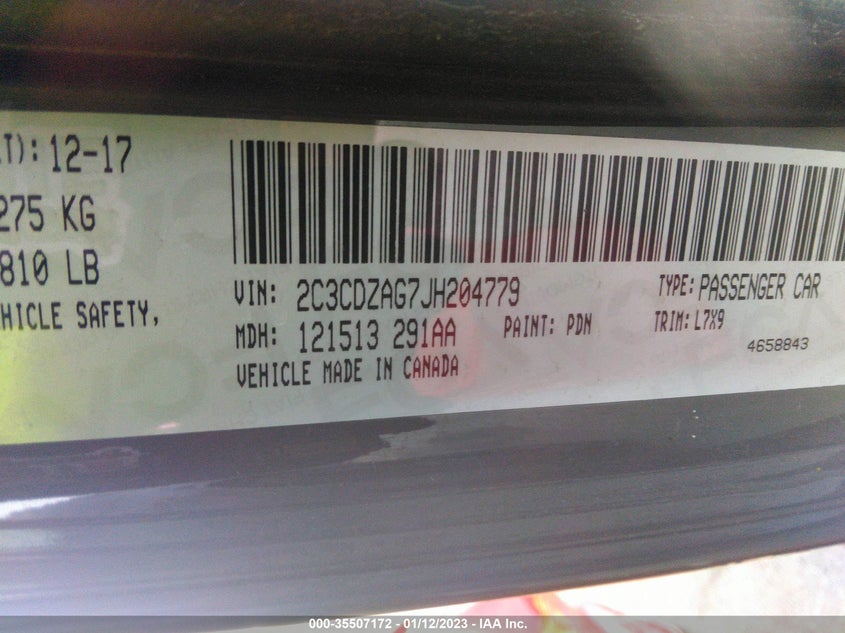 LT): 12-17
275 KG
810 LB
HICLE SAFETY,
VIN: 2C3CDZAG7JH204779
TYPE: PASSENGER CAR
MDH: 121513 291AA
PAINT: PDN
TRIM: L7X9
4658843
VEHICLE MADE IN CANADA
000-35507172 - 01/12/2023 - IAA Inc.